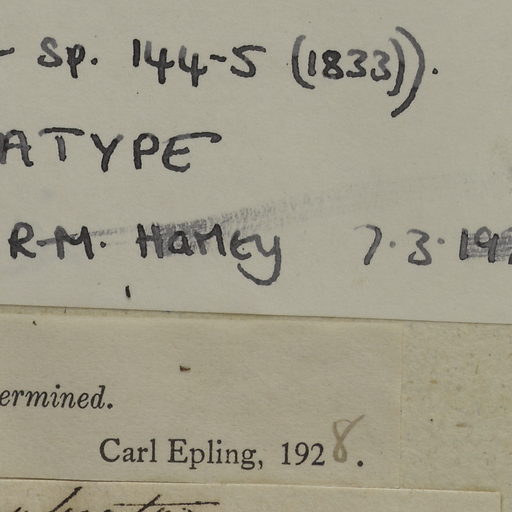 - Sp. 144-5 (1833)).
ATYPE
R.M. Harley 7.3.19
ermined.
Carl Epling, 1928.